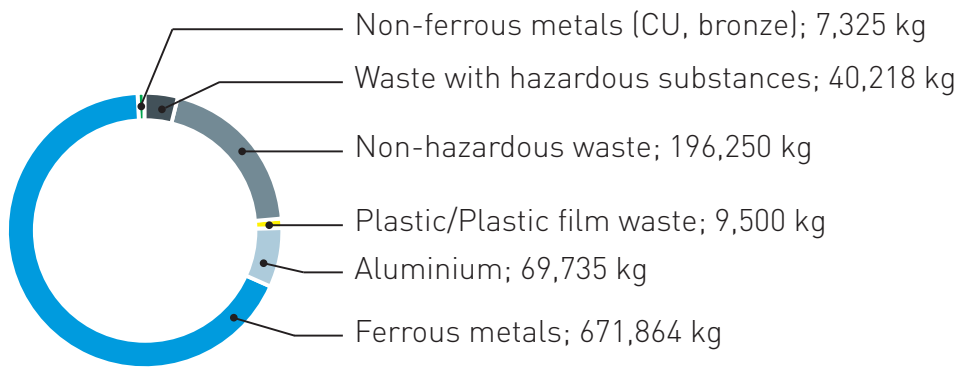 Non-ferrous metals (CU, bronze); 7,325 kg
Waste with hazardous substances; 40,218 kg
Non-hazardous waste; 196,250 kg
Plastic/Plastic film waste; 9,500 kg
Aluminium; 69,735 kg
Ferrous metals; 671,864 kg